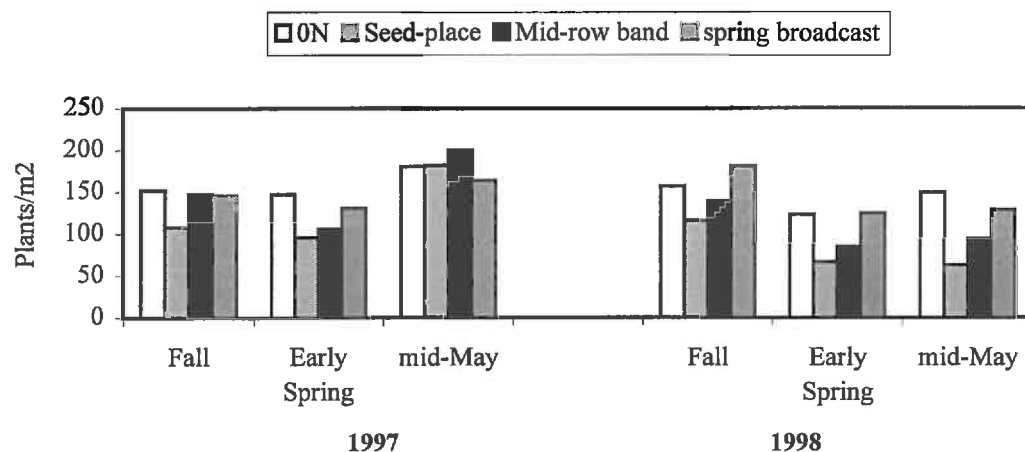 0N Seed-place Mid-row band spring broadcast
250
200
150
100
50
0
Plants/m2
Fall Early Spring mid-May Fall Early Spring mid-May
1997 1998